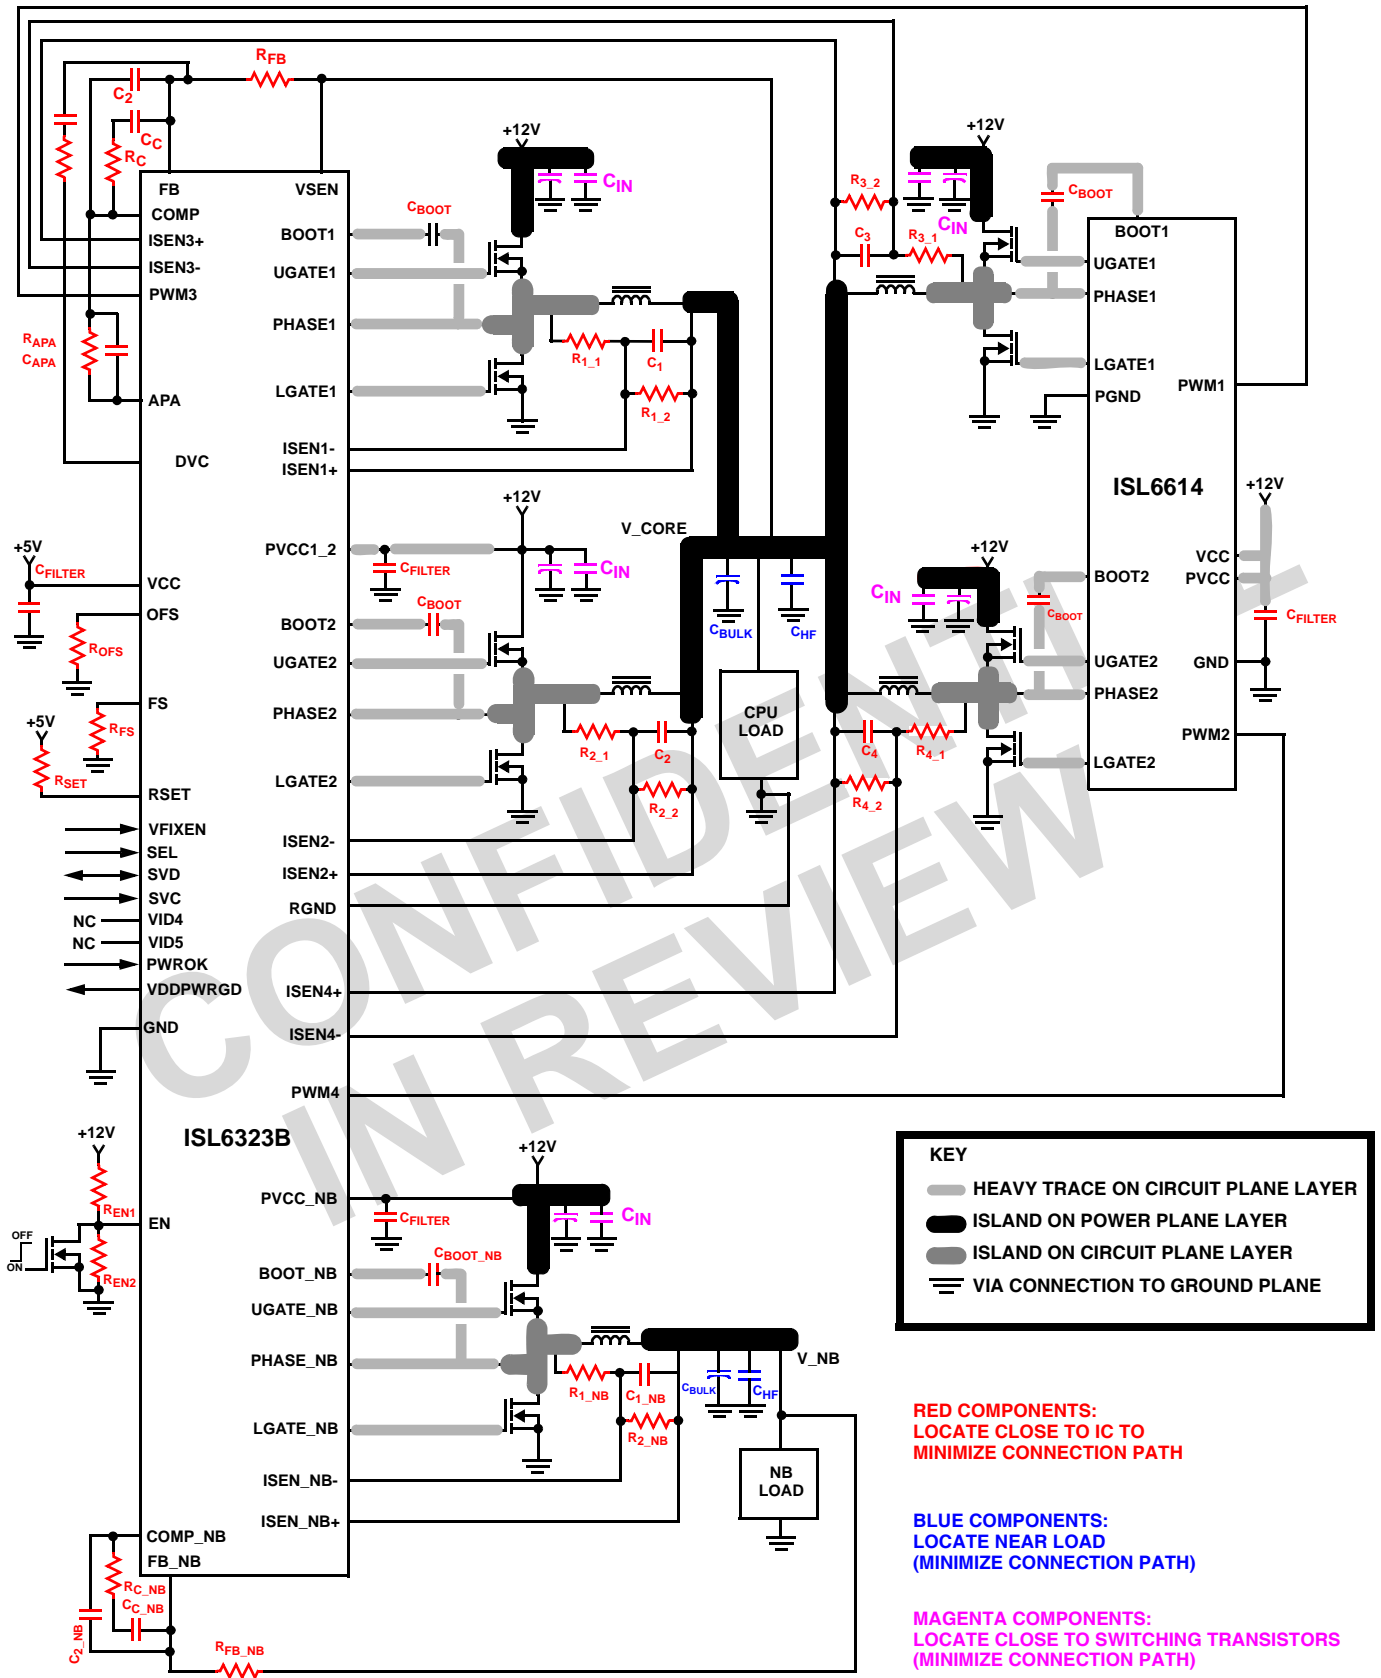 RFB
C2
CC
RC
FB
VSEN
COMP
ISEN3+
ISEN3-
PWM3
RAPA
CAPA
APA
DVC
+5V
CFILTER
VCC
OFS
ROFS
FS
RFS
+5V
RSET
RSET
VFIXEN
SEL
SVD
SVC
NC
VID4
NC
VID5
PWROK
VDDPWRGD
GND
+12V
REN1
EN
OFF
ON
REN2
COMP_NB
FB_NB
RC_NB
CC_NB
C2_NB
RFB_NB
ISL6323B
BOOT1
UGATE1
PHASE1
LGATE1
ISEN1-
ISEN1+
PVCC1_2
BOOT2
UGATE2
PHASE2
LGATE2
ISEN2-
ISEN2+
RGND
ISEN4+
ISEN4-
PWM4
PVCC_NB
BOOT_NB
UGATE_NB
PHASE_NB
LGATE_NB
ISEN_NB-
ISEN_NB+
+12V
CIN
CBOOT
R1_1
C1
R1_2
+12V
CFILTER
CIN
CBOOT
R2_1
C2
R2_2
V_CORE
CBULK
CHF
CPU
LOAD
+12V
CFILTER
CIN
CBOOT_NB
R1_NB
C1_NB
R2_NB
V_NB
CBULK
CHF
NB
LOAD
R3_2
C3
R3_1
+12V
CIN
CBOOT
BOOT1
UGATE1
PHASE1
LGATE1
PGND
PWM1
ISL6614
+12V
VCC
PVCC
CFILTER
GND
PWM2
BOOT2
UGATE2
PHASE2
LGATE2
+12V
CIN
CBOOT
C4
R4_1
R4_2
KEY
HEAVY TRACE ON CIRCUIT PLANE LAYER
ISLAND ON POWER PLANE LAYER
ISLAND ON CIRCUIT PLANE LAYER
VIA CONNECTION TO GROUND PLANE
RED COMPONENTS:
LOCATE CLOSE TO IC TO
MINIMIZE CONNECTION PATH
BLUE COMPONENTS:
LOCATE NEAR LOAD
(MINIMIZE CONNECTION PATH)
MAGENTA COMPONENTS:
LOCATE CLOSE TO SWITCHING TRANSISTORS
(MINIMIZE CONNECTION PATH)
IN REVIEW